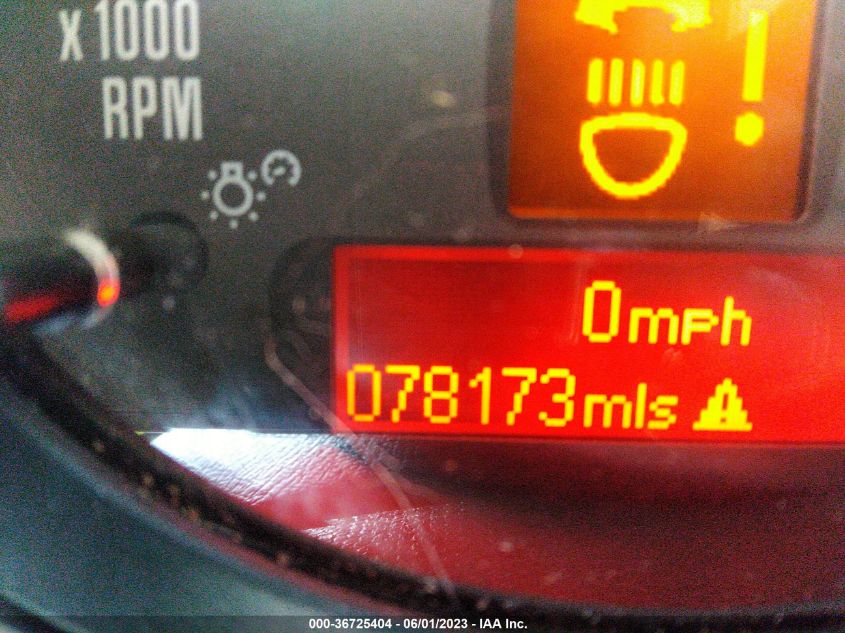 x 1000
RPM
0mph
078173mls
000-36725404 - 06/01/2023 - IAA Inc.